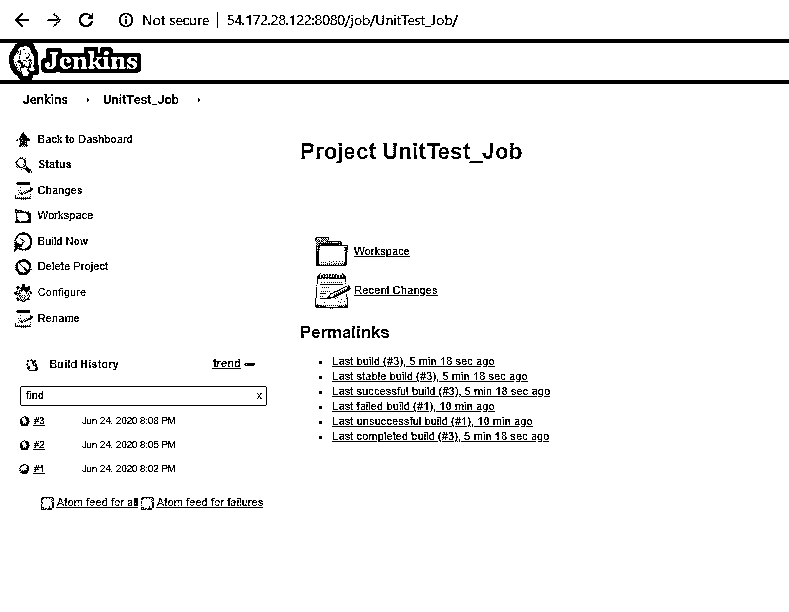 Not secure | 54.172.28.122:8080/job/UnitTest_Job/
Jenkins
Jenkins UnitTest_Job
Back to Dashboard
Status
Changes
Workspace
Build Now
Delete Project
Configure
Rename
Build History trend
find x
#3 Jun 24, 2020 8:08 PM
#2 Jun 24, 2020 8:05 PM
#1 Jun 24, 2020 8:02 PM
Atom feed for all Atom feed for failures
Project UnitTest_Job
Workspace
Recent Changes
Permalinks
Last build (#3), 5 min 18 sec ago
Last stable build (#3), 5 min 18 sec ago
Last successful build (#3), 5 min 18 sec ago
Last failed build (#1), 10 min ago
Last unsuccessful build (#1), 10 min ago
Last completed build (#3), 5 min 18 sec ago